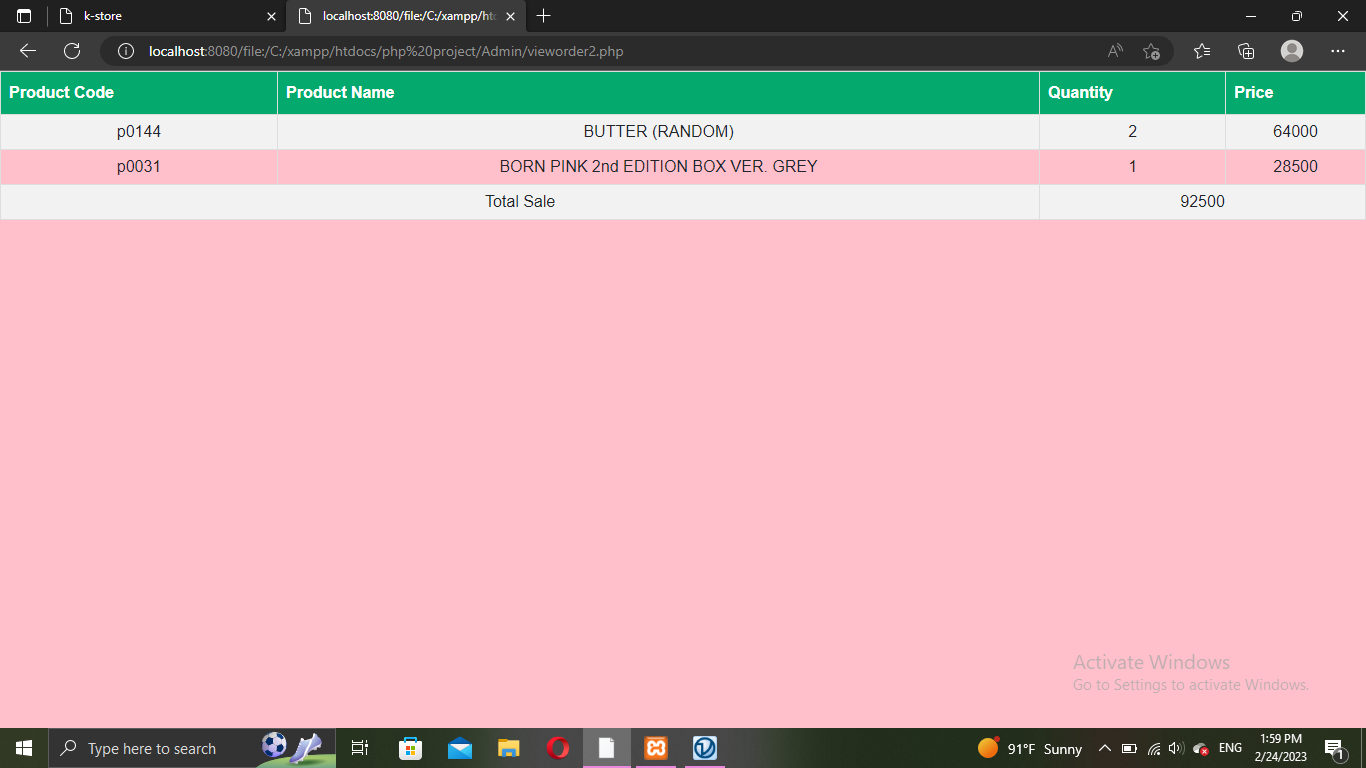 k-store
localhost:8080/file:/C:/xampp/htc
localhost:8080/file:/C:/xampp/htdocs/php%20project/Admin/vieworder2.php
Product Code Product Name Quantity Price
p0144 BUTTER (RANDOM) 2 64000
p0031 BORN PINK 2nd EDITION BOX VER. GREY 1 28500
Total Sale 92500
Activate Windows
Go to Settings to activate Windows.
Type here to search
91°F Sunny
ENG
1:59 PM
2/24/2023
1